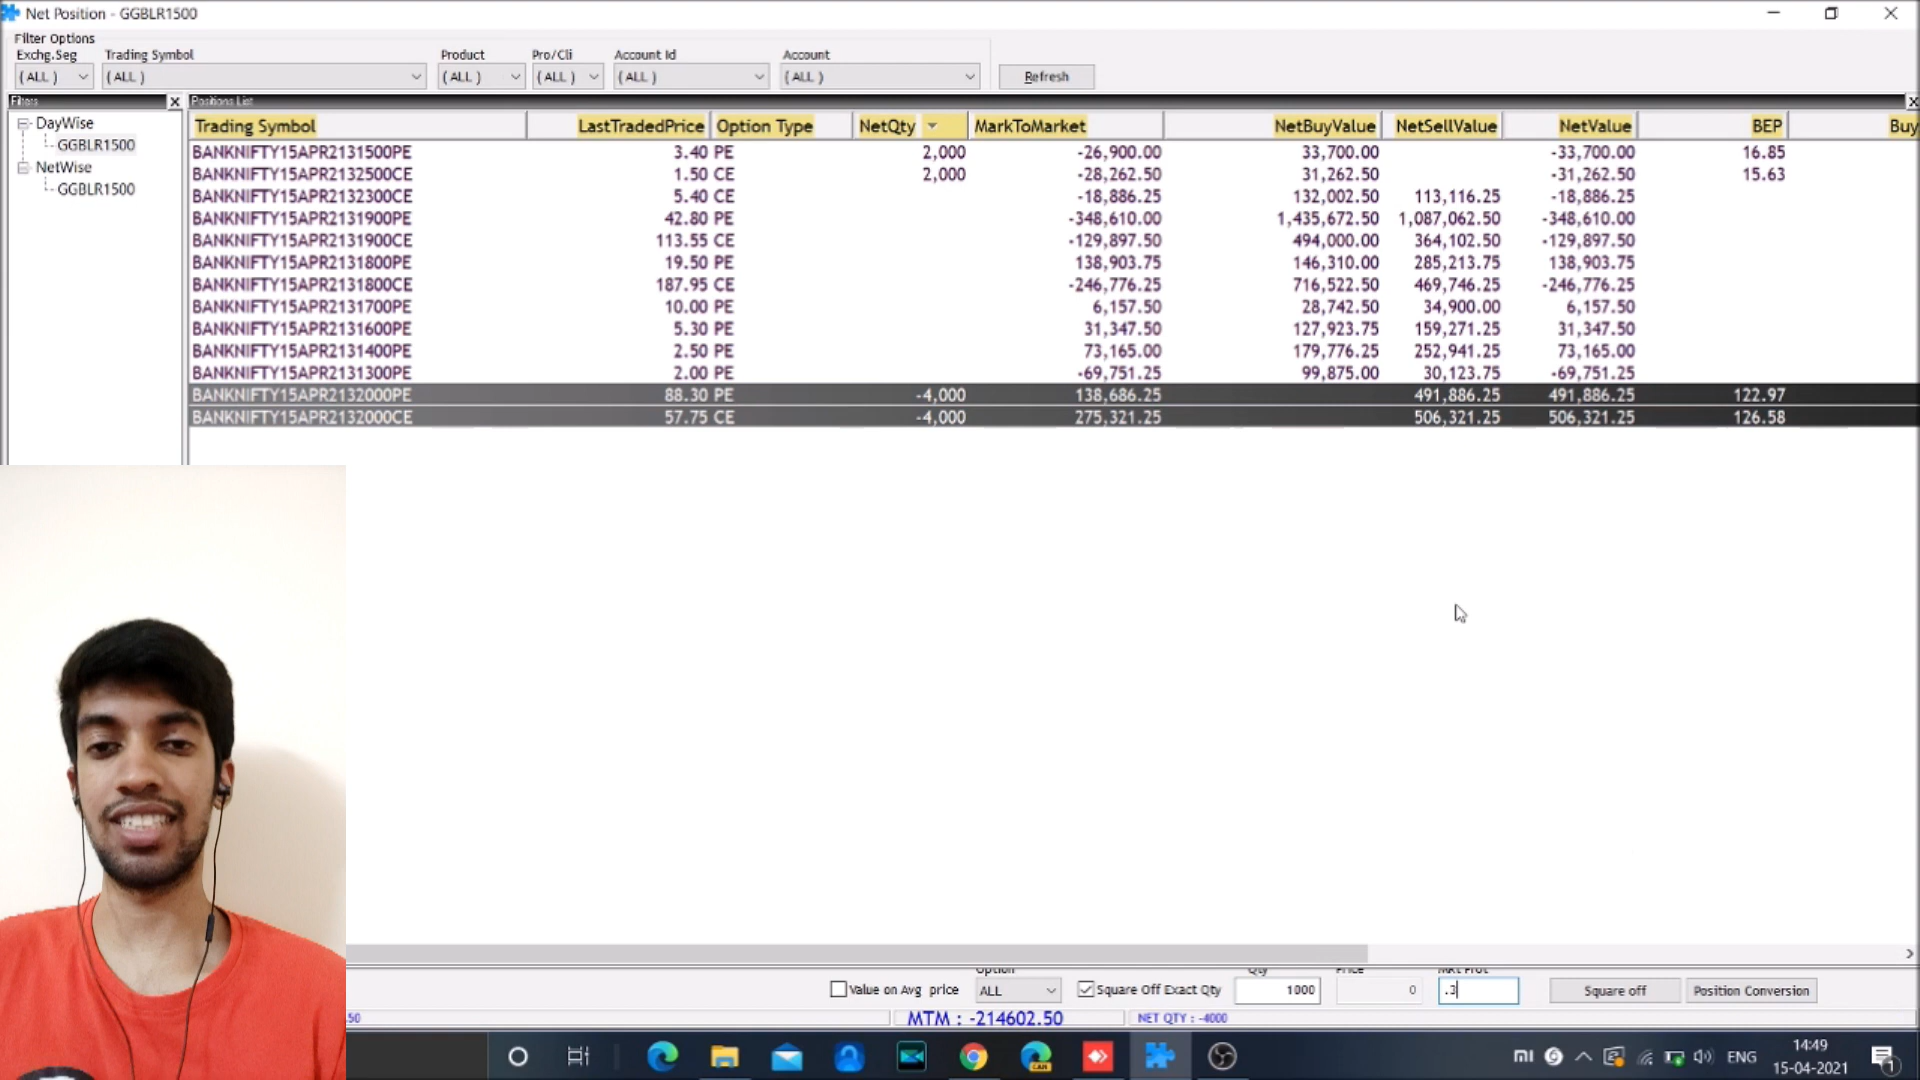 Net Position - GGBLR1500
Filter Options
Exchg.Seg Trading Symbol Product Pro/Cli Account Id Account
(ALL) (ALL) (ALL) (ALL) (ALL) (ALL) Refresh
Filters Positions List
DayWise
GGBLR1500
NetWise
GGBLR1500
Trading Symbol LastTradedPrice Option Type NetQty MarkToMarket NetBuyValue NetSellValue NetValue BEP Buy
BANKNIFTY15APR2131500PE 3.40 PE 2,000 -26,900.00 33,700.00 -33,700.00 16.85
BANKNIFTY15APR2132500CE 1.50 CE 2,000 -28,262.50 31,262.50 -31,262.50 15.63
BANKNIFTY15APR2132300CE 5.40 CE -18,886.25 132,002.50 113,116.25 -18,886.25
BANKNIFTY15APR2131900PE 42.80 PE -348,610.00 1,435,672.50 1,087,062.50 -348,610.00
BANKNIFTY15APR2131900CE 113.55 CE -129,897.50 494,000.00 364,102.50 -129,897.50
BANKNIFTY15APR2131800PE 19.50 PE 138,903.75 146,310.00 285,213.75 138,903.75
BANKNIFTY15APR2131800CE 187.95 CE -246,776.25 716,522.50 469,746.25 -246,776.25
BANKNIFTY15APR2131700PE 10.00 PE 6,157.50 28,742.50 34,900.00 6,157.50
BANKNIFTY15APR2131600PE 5.30 PE 31,347.50 127,923.75 159,271.25 31,347.50
BANKNIFTY15APR2131400PE 2.50 PE 73,165.00 179,776.25 252,941.25 73,165.00
BANKNIFTY15APR2131300PE 2.00 PE -69,751.25 99,875.00 30,123.75 -69,751.25
BANKNIFTY15APR2132000PE 88.30 PE -4,000 138,686.25 491,886.25 491,886.25 122.97
BANKNIFTY15APR2132000CE 57.75 CE -4,000 275,321.25 506,321.25 506,321.25 126.58
Option Qty Price Mkt Prot
Value on Avg price ALL Square Off Exact Qty 1000 0 .3 Square off Position Conversion
.50 MTM : -214602.50 NET QTY : -4000
CAN
mi ENG 14:49
15-04-2021 1